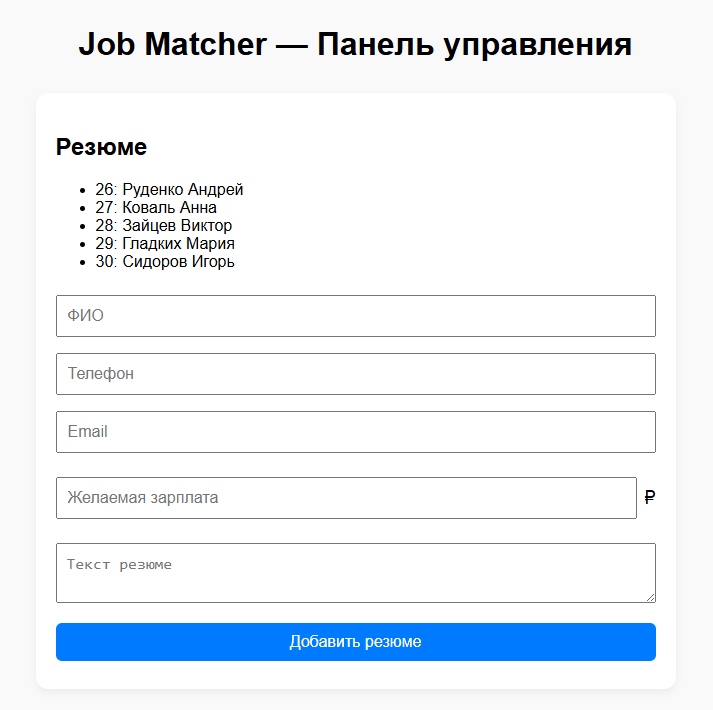 Job Matcher — Панель управления
Резюме
26: Руденко Андрей
27: Коваль Анна
28: Зайцев Виктор
29: Гладких Мария
30: Сидоров Игорь
ФИО
Телефон
Email
Желаемая зарплата ₽
Текст резюме
Добавить резюме